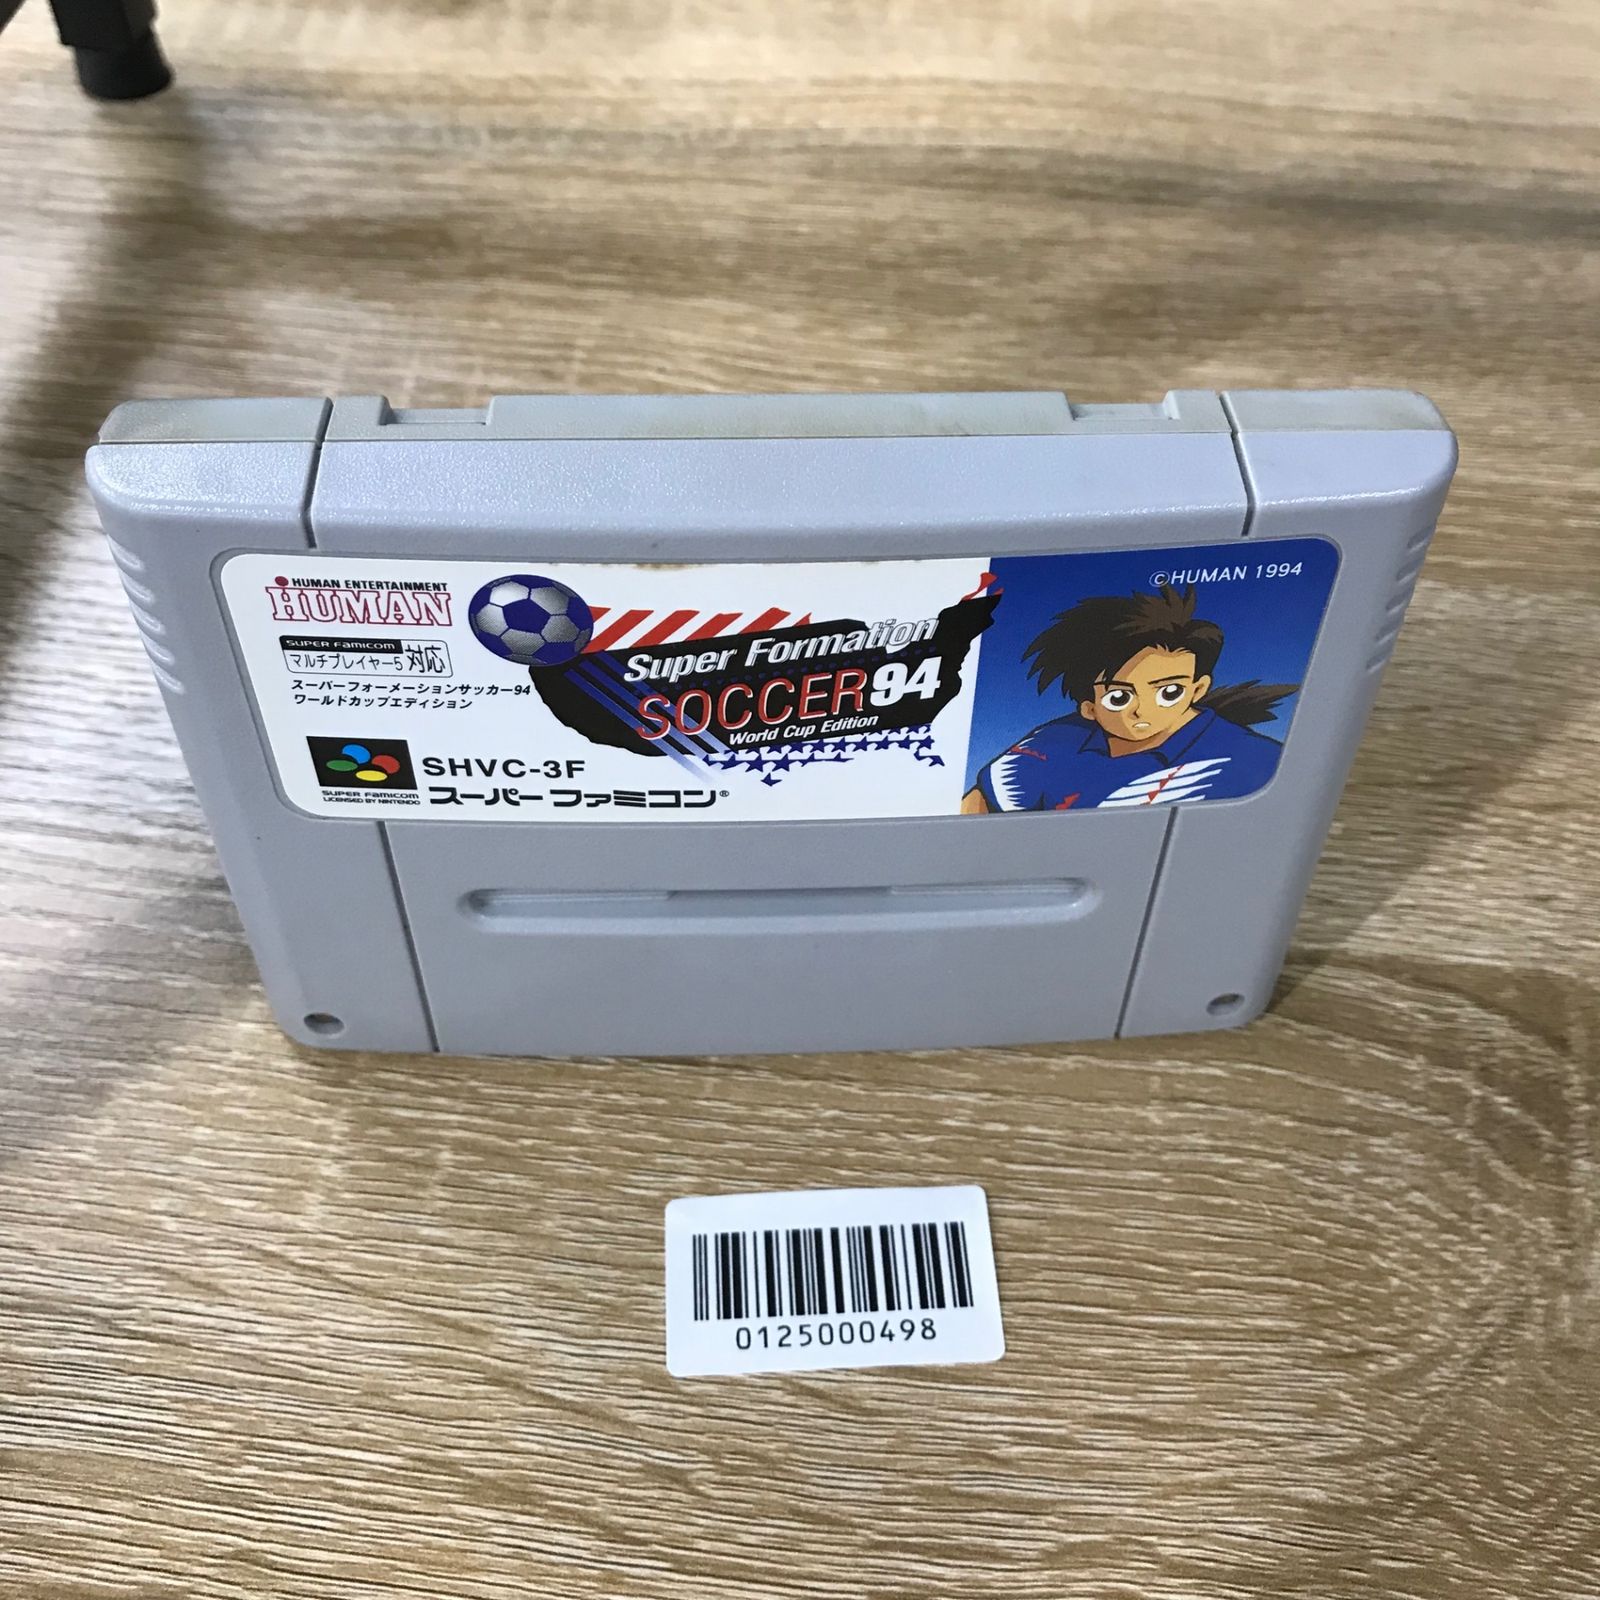 HUMAN ENTERTAINMENT
HUMAN
SUPER FAMICOM
マルチプレイヤー5 対応
スーパーフォーメーションサッカー94
ワールドカップエディション
SUPER FAMICOM
LICENSED BY NINTENDO
SHVC-3F
スーパーファミコン®
Super Formation
SOCCER 94
World Cup Edition
©HUMAN 1994
0125000498